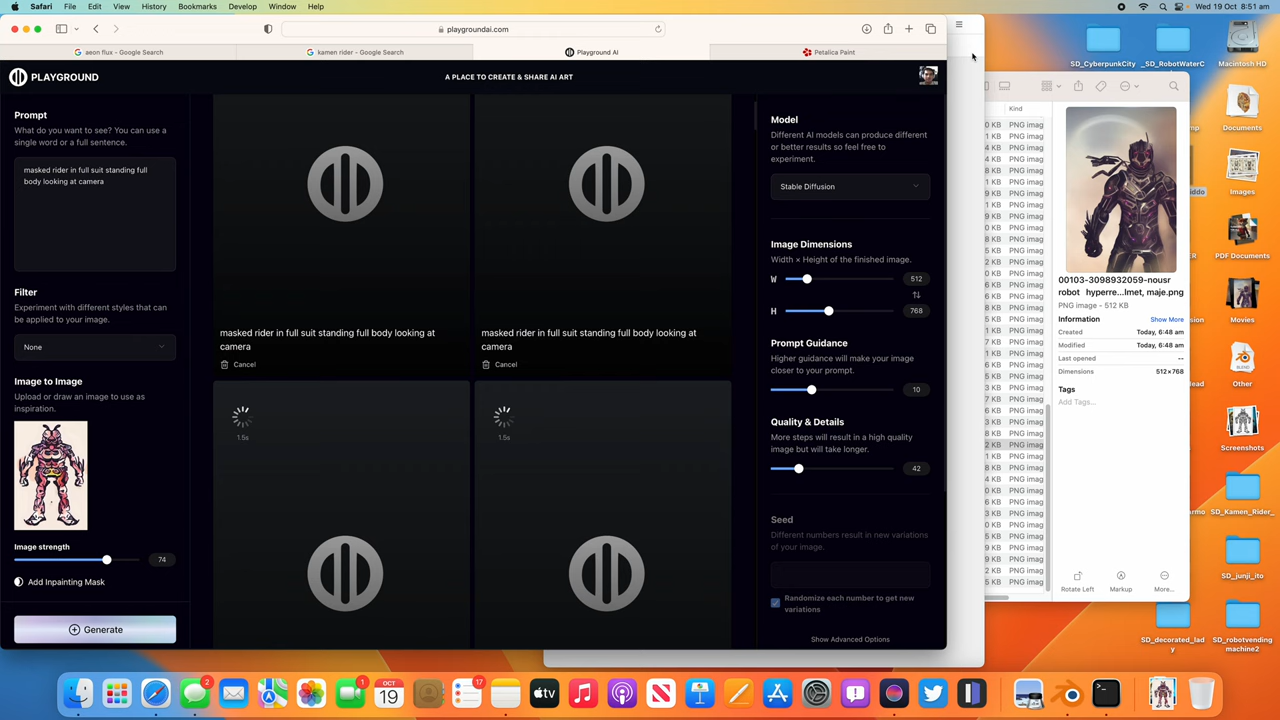 Safari File Edit View History Bookmarks Develop Window Help
Wed 19 Oct 8:51 am
playgroundai.com
aeon flux - Google Search
kamen rider - Google Search
Playground Ai
Petalica Paint
PLAYGROUND
A PLACE TO CREATE & SHARE AI ART
Prompt
What do you want to see? You can use a
single word or a full sentence.
masked rider in full suit standing full
body looking at camera
Filter
Experiment with different styles that can
be applied to your image.
None
Image to Image
Upload or draw an image to use as
inspiration.
Image strength
74
Add Inpainting Mask
Generate
masked rider in full suit standing full body looking at
camera
Cancel
masked rider in full suit standing full body looking at
camera
Cancel
1.5s
1.5s
Model
Different AI models can produce different
or better results so feel free to
experiment.
Stable Diffusion
Image Dimensions
Width × Height of the finished image.
W 512
H 768
Prompt Guidance
Higher guidance will make your image
closer to your prompt.
10
Quality & Details
More steps will result in a high quality
image but will take longer.
42
Seed
Different numbers result in new variations
of your image.
Randomize each number to get new
variations
Show Advanced Options
Kind
PNG imag
00103-3098932059-nousr
robot hyperre...lmet, maje.png
PNG image - 512 KB
Information Show More
Created Today, 6:48 am
Modified Today, 6:48 am
Last opened --
Dimensions 512×768
Tags
Add Tags...
Rotate Left Markup More...
SD_CyberpunkCity
_SD_RobotWaterC
Macintosh HD
Documents
Images
PDF Documents
Movies
Other
Screenshots
SD_Kamen_Rider_
SD_junji_ito
SD_decorated_lad
y
SD_robotvending
machine2
2
OCT
19
1
17